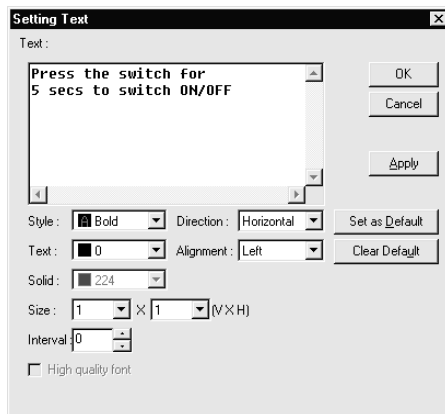 Setting Text
Text :
Press the switch for
5 secs to switch ON/OFF
OK
Cancel
Apply
Style : A Bold Direction : Horizontal Set as Default
Text : 0 Alignment : Left Clear Default
Solid : 224
Size : 1 X 1 (V X H)
Interval : 0
High quality font